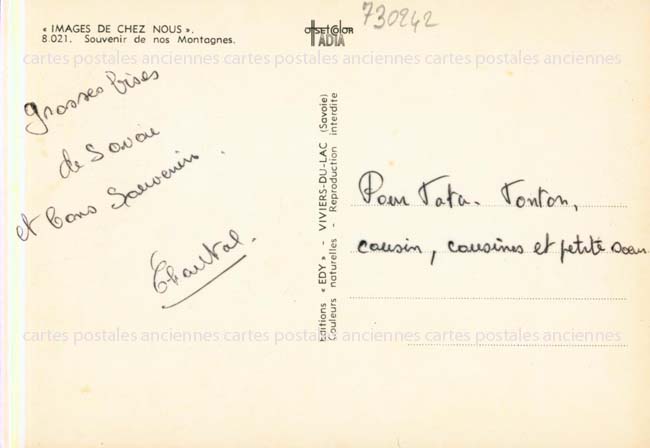 « IMAGES DE CHEZ NOUS ».
8.021. Souvenir de nos Montagnes.
OFFSETCOLOR
TADIA
730242
cartes postales anciennes cartes postales anciennes cartes postales anciennes
grosses bises
de Savoie
et bons Souvenirs.
Chantal.
Editions « EDY » - VIVIERS-DU-LAC (Savoie)
Couleurs naturelles - Reproduction interdite
Pour Tata. Tonton,
cousin, cousines et petite soeur
cartes postales anciennes cartes postales anciennes cartes postales anciennes